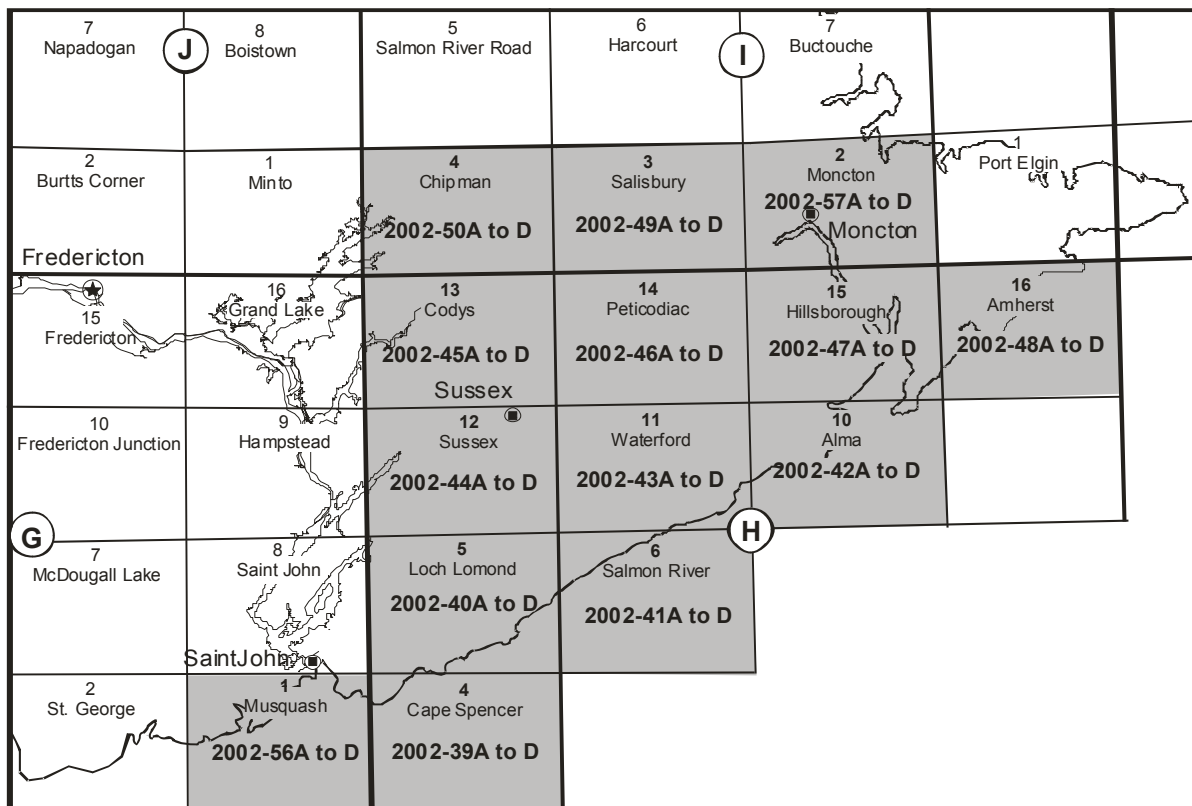 7
Napadogan
J
8
Boistown
5
Salmon River Road
6
Harcourt
I
7
Buctouche
2
Burtts Corner
1
Minto
4
Chipman
2002-50A to D
3
Salisbury
2002-49A to D
2
Moncton
2002-57A to D
Moncton
1
Port Elgin
Fredericton
15
Fredericton
16
Grand Lake
13
Codys
2002-45A to D
14
Peticodiac
2002-46A to D
15
Hillsborough
2002-47A to D
16
Amherst
2002-48A to D
Sussex
10
Fredericton Junction
9
Hampstead
12
Sussex
2002-44A to D
11
Waterford
2002-43A to D
10
Alma
2002-42A to D
G
H
7
McDougall Lake
8
Saint John
5
Loch Lomond
2002-40A to D
6
Salmon River
2002-41A to D
SaintJohn
2
St. George
1
Musquash
2002-56A to D
4
Cape Spencer
2002-39A to D